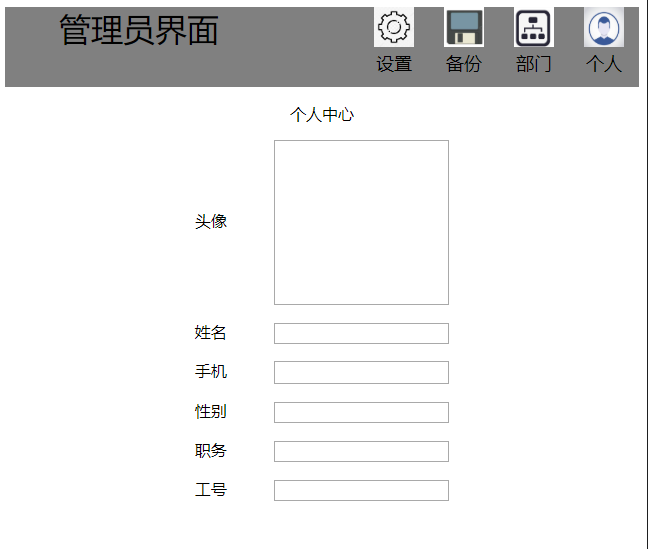 管理员界面
设置 备份 部门 个人
个人中心
头像
姓名
手机
性别
职务
工号